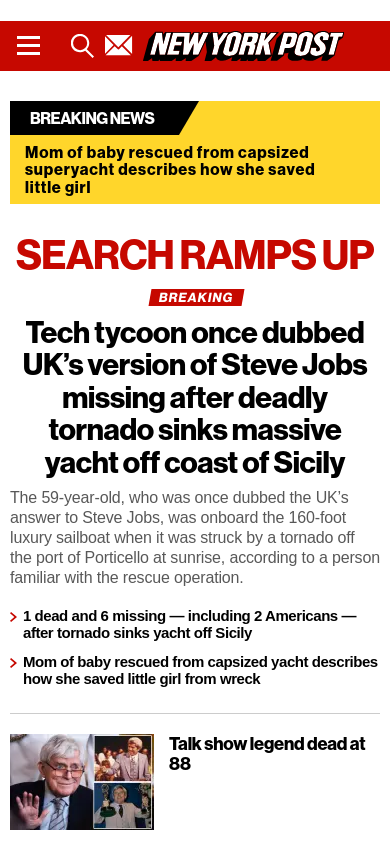 NEW YORK POST
BREAKING NEWS
Mom of baby rescued from capsized
superyacht describes how she saved
little girl
SEARCH RAMPS UP
BREAKING
Tech tycoon once dubbed
UK’s version of Steve Jobs
missing after deadly
tornado sinks massive
yacht off coast of Sicily
The 59-year-old, who was once dubbed the UK’s
answer to Steve Jobs, was onboard the 160-foot
luxury sailboat when it was struck by a tornado off
the port of Porticello at sunrise, according to a person
familiar with the rescue operation.
1 dead and 6 missing — including 2 Americans —
after tornado sinks yacht off Sicily
Mom of baby rescued from capsized yacht describes
how she saved little girl from wreck
Talk show legend dead at
88